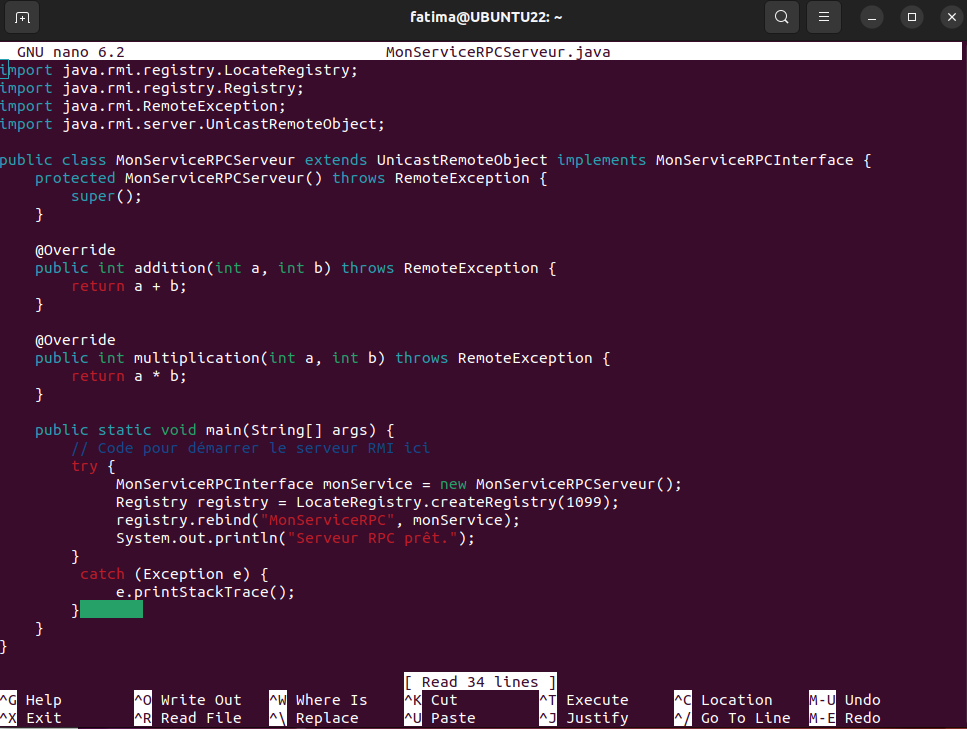 fatima@UBUNTU22: ~
GNU nano 6.2 MonServiceRPCServeur.java
import java.rmi.registry.LocateRegistry;
import java.rmi.registry.Registry;
import java.rmi.RemoteException;
import java.rmi.server.UnicastRemoteObject;

public class MonServiceRPCServeur extends UnicastRemoteObject implements MonServiceRPCInterface {
    protected MonServiceRPCServeur() throws RemoteException {
        super();
    }

    @Override
    public int addition(int a, int b) throws RemoteException {
        return a + b;
    }

    @Override
    public int multiplication(int a, int b) throws RemoteException {
        return a * b;
    }

    public static void main(String[] args) {
        // Code pour démarrer le serveur RMI ici
        try {
             MonServiceRPCInterface monService = new MonServiceRPCServeur();
             Registry registry = LocateRegistry.createRegistry(1099);
             registry.rebind("MonServiceRPC", monService);
             System.out.println("Serveur RPC prêt.");
        }
         catch (Exception e) {
             e.printStackTrace();
        }
    }
}
[ Read 34 lines ]
^G Help ^O Write Out ^W Where Is ^K Cut ^T Execute ^C Location M-U Undo
^X Exit ^R Read File ^\ Replace ^U Paste ^J Justify ^/ Go To Line M-E Redo